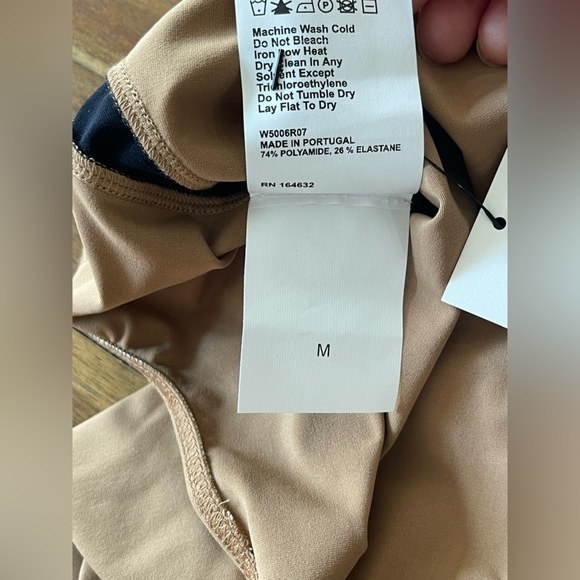 Machine Wash Cold
Do Not Bleach
Iron Low Heat
Dry Clean In Any
Solvent Except
Trichloroethylene
Do Not Tumble Dry
Lay Flat To Dry
W5006R07
MADE IN PORTUGAL
74% POLYAMIDE, 26 % ELASTANE
RN 164632
M